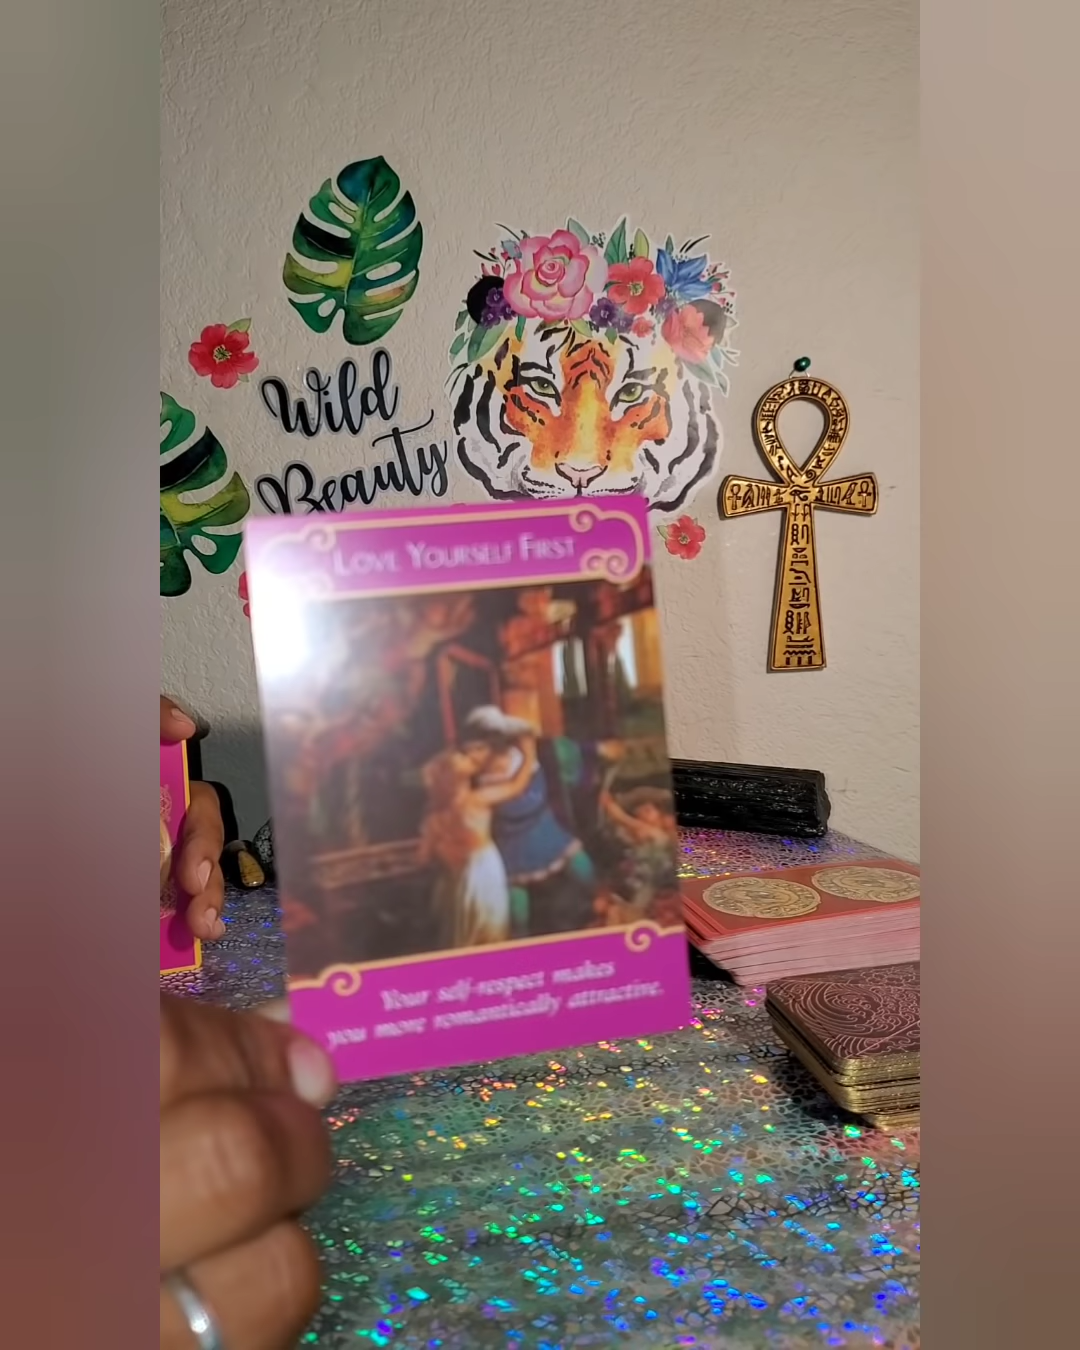 Wild
Beauty
LOVE YOURSELF FIRST
Your self-respect makes
you more romantically attractive.